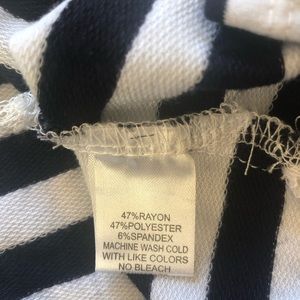 47%RAYON
47%POLYESTER
6%SPANDEX
MACHINE WASH COLD
WITH LIKE COLORS
NO BLEACH